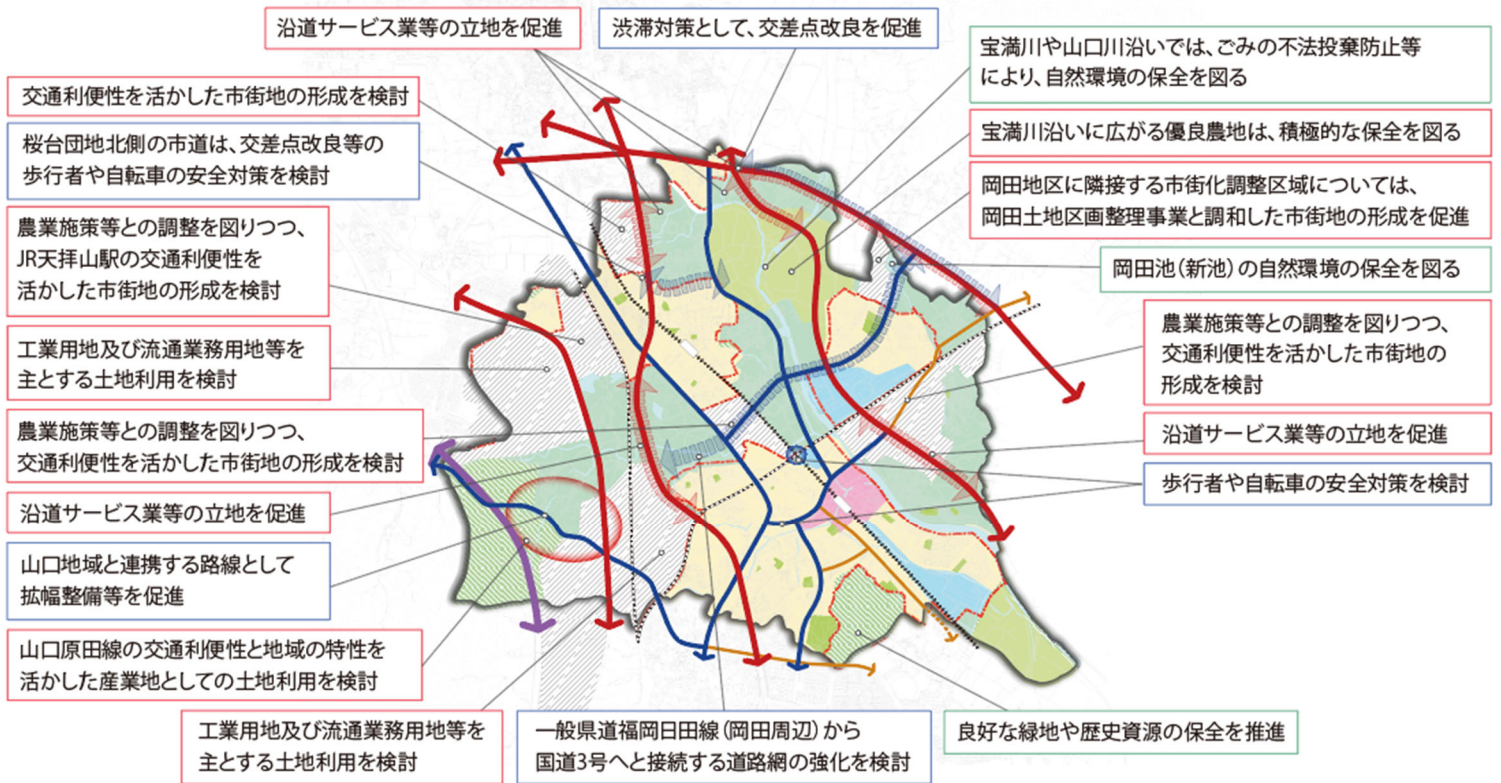 沿道サービス業等の立地を促進
渋滞対策として、交差点改良を促進
交通利便性を活かした市街地の形成を検討
桜台団地北側の市道は、交差点改良等の
歩行者や自転車の安全対策を検討
農業施策等との調整を図りつつ、
JR天拝山駅の交通利便性を
活かした市街地の形成を検討
工業用地及び流通業務用地等を
主とする土地利用を検討
農業施策等との調整を図りつつ、
交通利便性を活かした市街地の形成を検討
沿道サービス業等の立地を促進
山口地域と連携する路線として
拡幅整備等を促進
山口原田線の交通利便性と地域の特性を
活かした産業地としての土地利用を検討
工業用地及び流通業務用地等を
主とする土地利用を検討
一般県道福岡日田線(岡田周辺)から
国道3号へと接続する道路網の強化を検討
宝満川や山口川沿いでは、ごみの不法投棄防止等
により、自然環境の保全を図る
宝満川沿いに広がる優良農地は、積極的な保全を図る
岡田地区に隣接する市街化調整区域については、
岡田土地区画整理事業と調和した市街地の形成を促進
岡田池(新池)の自然環境の保全を図る
農業施策等との調整を図りつつ、
交通利便性を活かした市街地の
形成を検討
沿道サービス業等の立地を促進
歩行者や自転車の安全対策を検討
良好な緑地や歴史資源の保全を推進